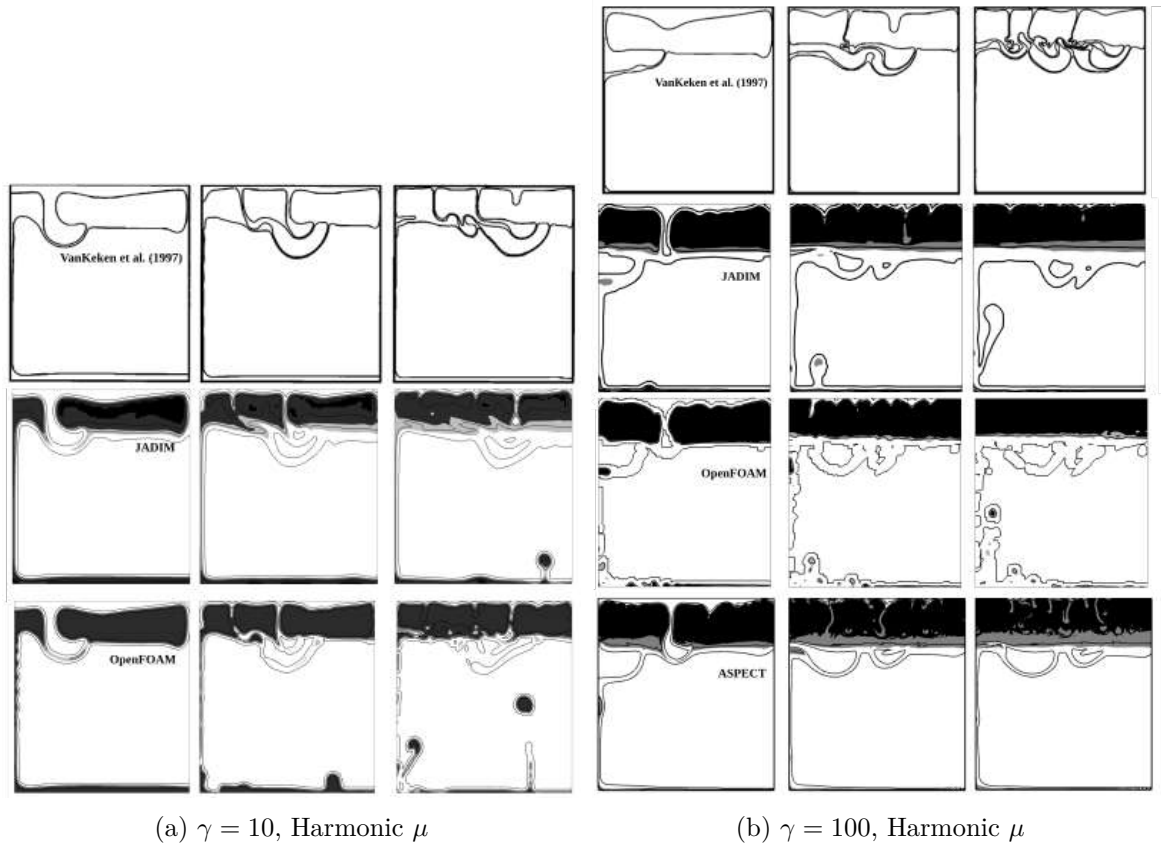 VanKeken et al. (1997)
JADIM
OpenFOAM
(a) γ = 10, Harmonic μ
VanKeken et al. (1997)
JADIM
OpenFOAM
ASPECT
(b) γ = 100, Harmonic μ